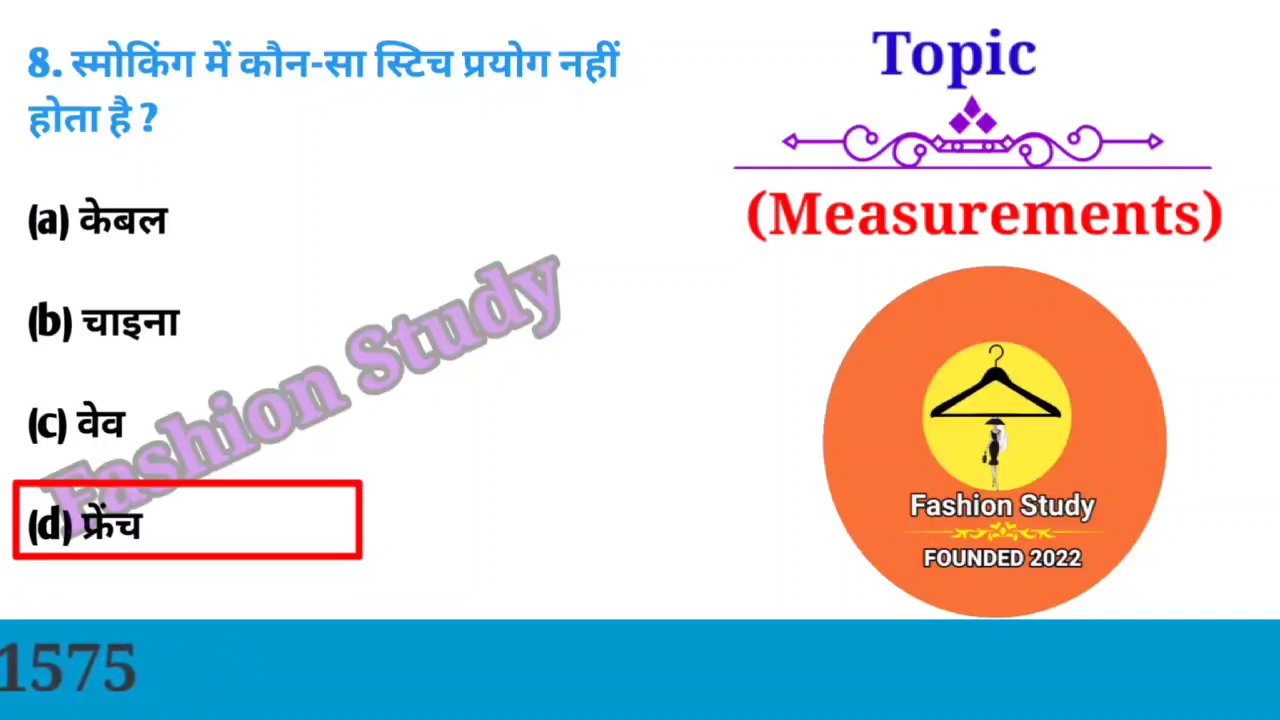 8. स्मोकिंग में कौन-सा स्टिच प्रयोग नहीं
होता है ?
(a) केबल
(b) चाइना
(c) वेव
(d) फ्रेंच
Fashion Study
Topic
(Measurements)
Fashion Study
FOUNDED 2022
1575